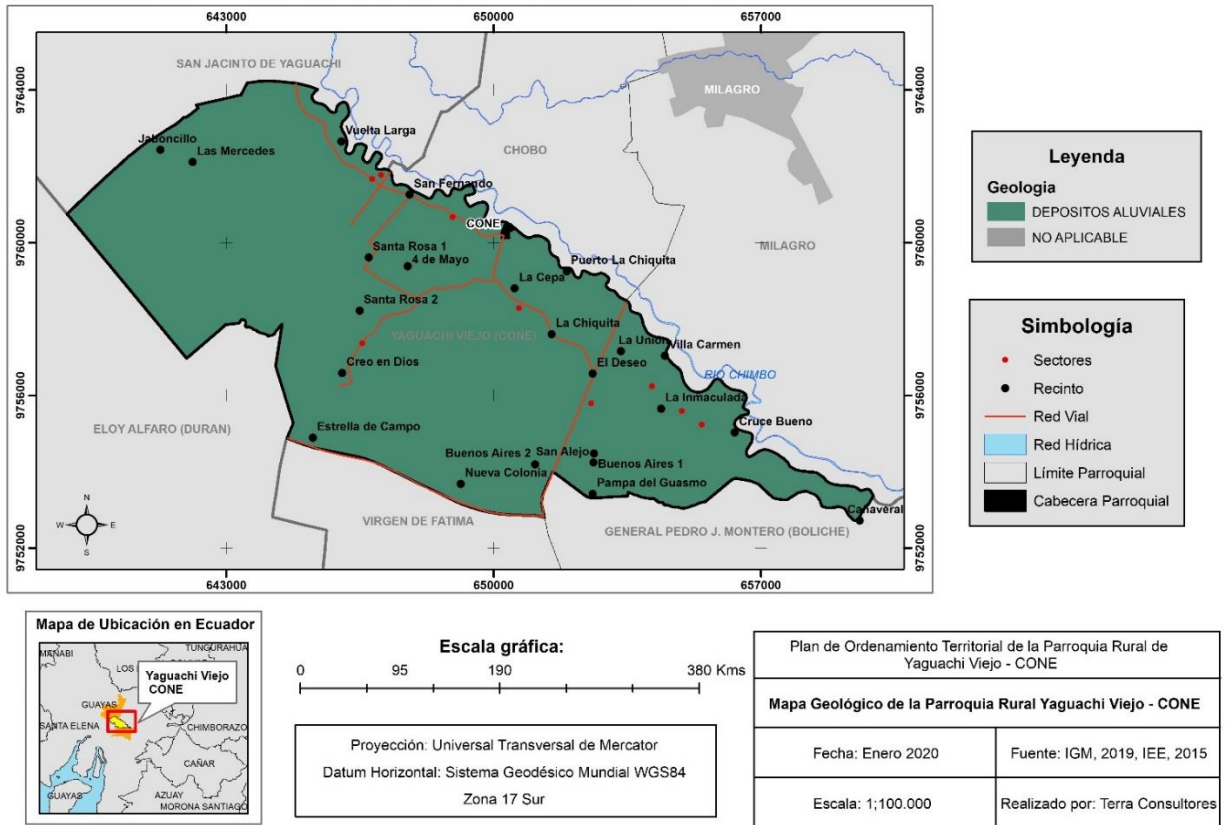 643000 650000 657000
9764000 9764000
9760000 9760000
9756000 9756000
9752000 9752000
643000 650000 657000
SAN JACINTO DE YAGUACHI
MILAGRO
CHOBO
Vuelta Larga
Jaboncillo
Las Mercedes
San Fernando
CONE
MILAGRO
Santa Rosa 1
4 de Mayo
Puerto La Chiquita
La Cepa
Santa Rosa 2
YAGUACHI VIEJO (CONE)
La Chiquita
La Unión
Villa Carmen
Creo en Dios
El Deseo
RIO CHIMBO
La Inmaculada
Cruce Bueno
ELOY ALFARO (DURAN)
Estrella de Campo
Buenos Aires 2
San Alejo
Buenos Aires 1
Nueva Colonia
Pampa del Guasmo
Cañaveral
VIRGEN DE FATIMA
GENERAL PEDRO J. MONTERO (BOLICHE)
N
W E
S
Leyenda
Geologia
DEPOSITOS ALUVIALES
NO APLICABLE
Simbología
Sectores
Recinto
Red Vial
Red Hídrica
Límite Parroquial
Cabecera Parroquial
Mapa de Ubicación en Ecuador
MANABI
TUNGURAHUA
LOS
Yaguachi Viejo
CONE
GUAYAS
SANTA ELENA
CHIMBORAZO
CAÑAR
GUAYAS
AZUAY
MORONA SANTIAGO
Escala gráfica:
0 95 190 380 Kms
Proyección: Universal Transversal de Mercator
Datum Horizontal: Sistema Geodésico Mundial WGS84
Zona 17 Sur
Plan de Ordenamiento Territorial de la Parroquia Rural de
Yaguachi Viejo - CONE
Mapa Geológico de la Parroquia Rural Yaguachi Viejo - CONE
Fecha: Enero 2020
Fuente: IGM, 2019, IEE, 2015
Escala: 1;100.000
Realizado por: Terra Consultores